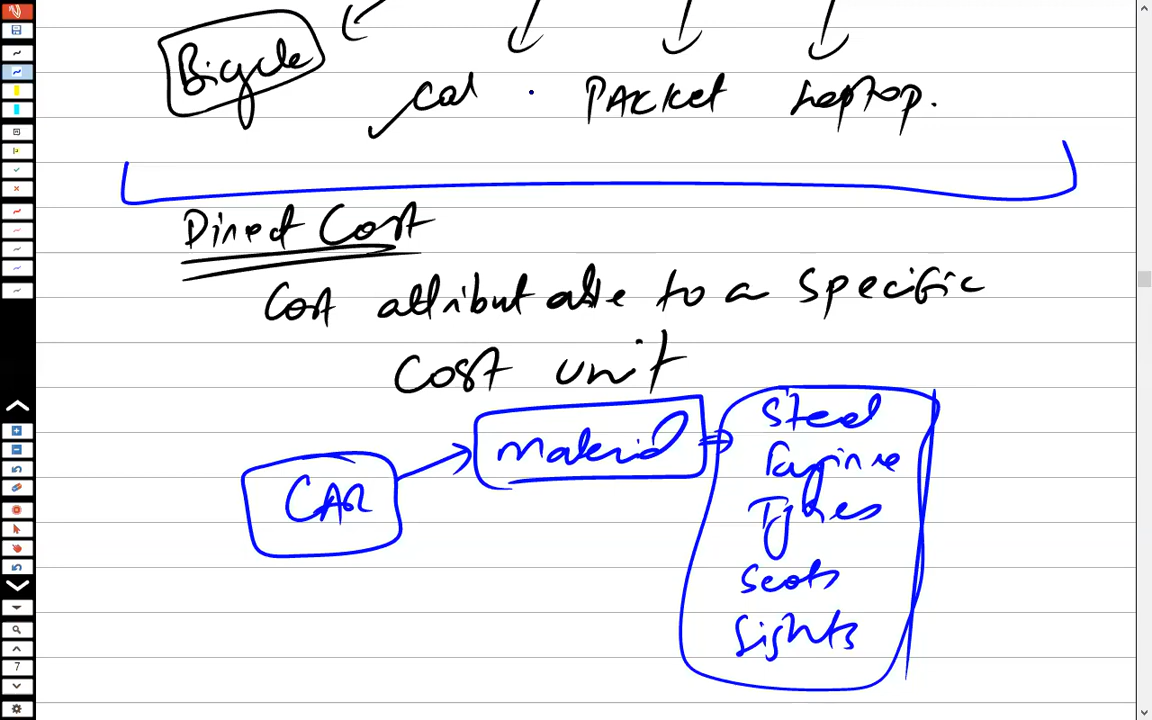 Bicycle
Car PACKet Laptop.
Direct Cost
Cost attributable to a specific
Cost unit
CAR
Material
Steel
Engine
Tyres
Seats
Lights
7